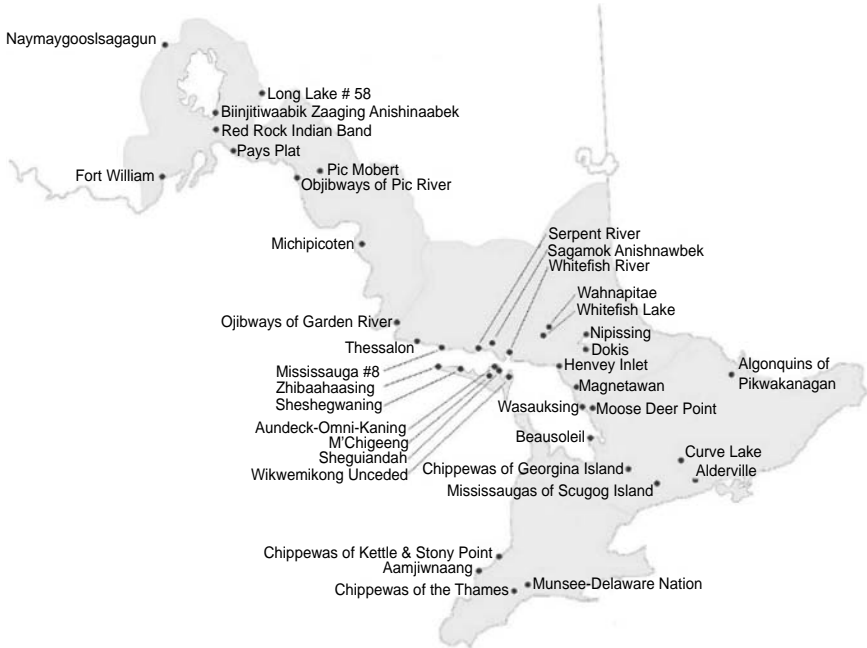 Naymaygooslsagagun
Long Lake # 58
Biinjitiwaabik Zaaging Anishinaabek
Red Rock Indian Band
Pays Plat
Fort William
Pic Mobert
Objibways of Pic River
Michipicoten
Serpent River
Sagamok Anishnawbek
Whitefish River
Wahnapitae
Whitefish Lake
Ojibways of Garden River
Nipissing
Thessalon
Dokis
Mississauga #8
Henvey Inlet
Algonquins of
Pikwakanagan
Zhibaahaasing
Magnetawan
Sheshegwaning
Wasauksing
Moose Deer Point
Aundeck-Omni-Kaning
M'Chigeeng
Beausoleil
Sheguiandah
Curve Lake
Wikwemikong Unceded
Chippewas of Georgina Island
Alderville
Mississaugas of Scugog Island
Chippewas of Kettle & Stony Point
Aamjiwnaang
Munsee-Delaware Nation
Chippewas of the Thames